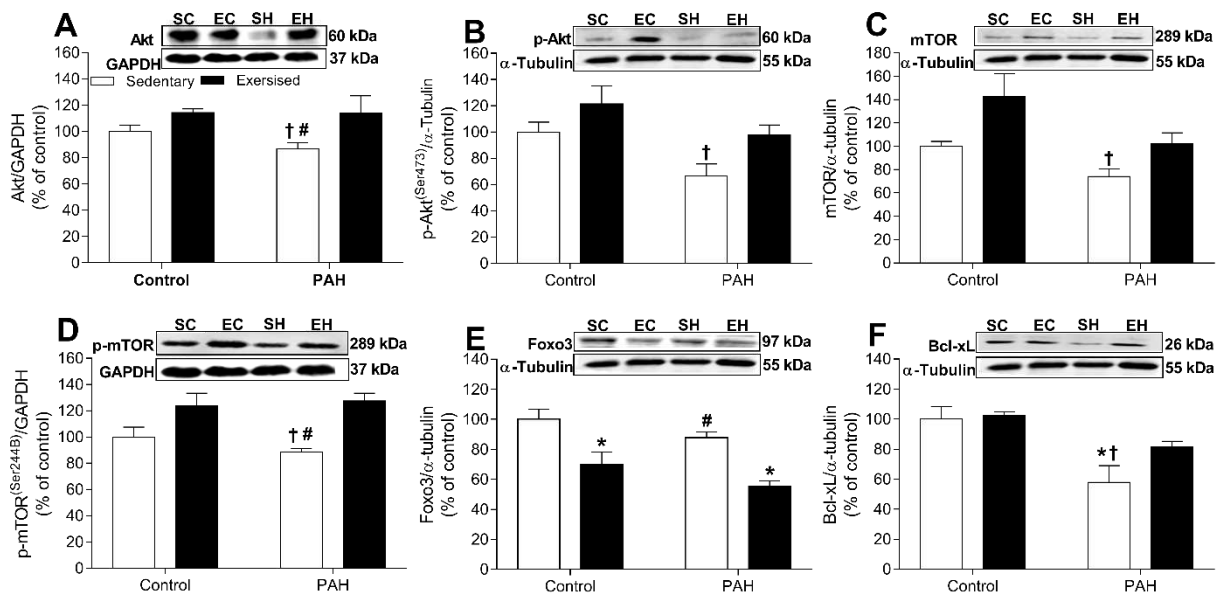 A
SC EC SH EH
Akt 60 kDa
GAPDH 37 kDa
Sedentary Exersised
160
140
120
100
80
60
40
20
0
Akt/GAPDH
(% of control)
† #
Control PAH
B
SC EC SH EH
p-Akt 60 kDa
α-Tubulin 55 kDa
160
140
120
100
80
60
40
20
0
p-Akt(Ser473)/α-Tubulin
(% of control)
†
Control PAH
C
SC EC SH EH
mTOR 289 kDa
α-Tubulin 55 kDa
180
160
140
120
100
80
60
40
20
0
mTOR/α-tubulin
(% of control)
†
Control PAH
D
SC EC SH EH
p-mTOR 289 kDa
GAPDH 37 kDa
160
140
120
100
80
60
40
20
0
p-mTOR(Ser244B)/GAPDH
(% of control)
† #
Control PAH
E
SC EC SH EH
Foxo3 97 kDa
α-Tubulin 55 kDa
140
120
100
80
60
40
20
0
Foxo3/α-tubulin
(% of control)
*
#
*
Control PAH
F
SC EC SH EH
Bcl-xL 26 kDa
α-Tubulin 55 kDa
140
120
100
80
60
40
20
0
Bcl-xL/α-tubulin
(% of control)
*†
Control PAH